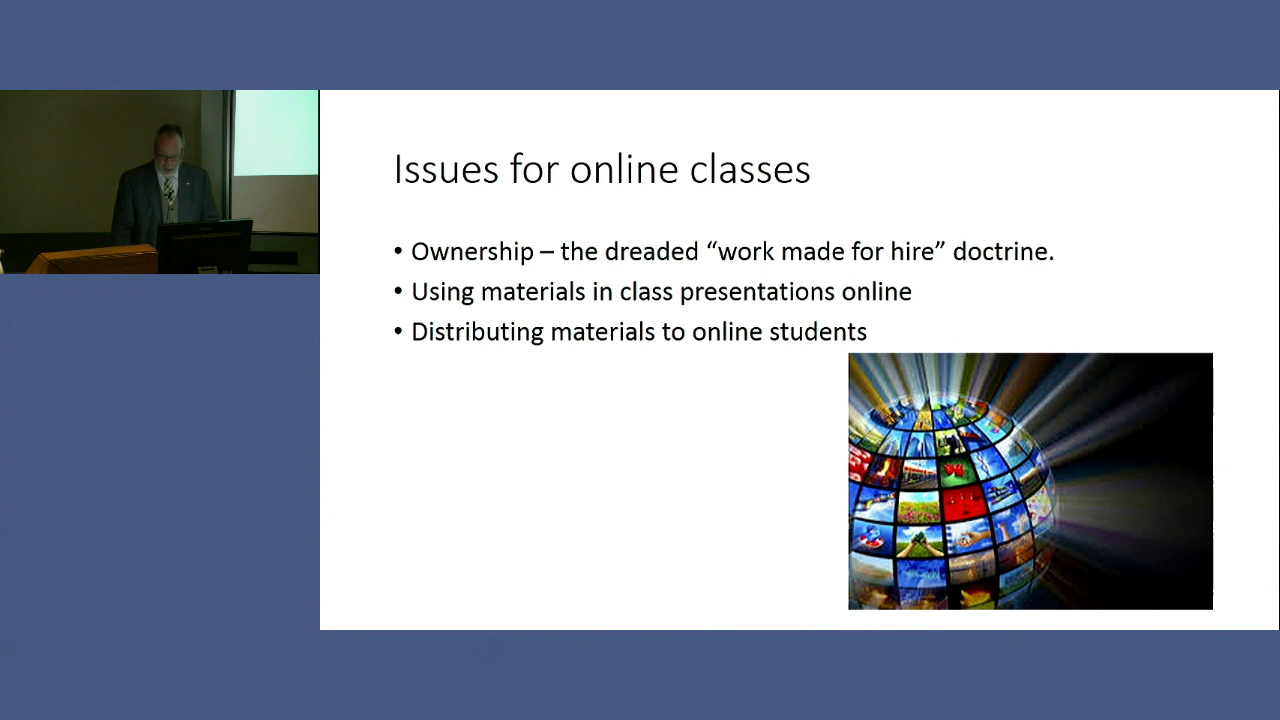 Issues for online classes
• Ownership – the dreaded “work made for hire” doctrine.
• Using materials in class presentations online
• Distributing materials to online students